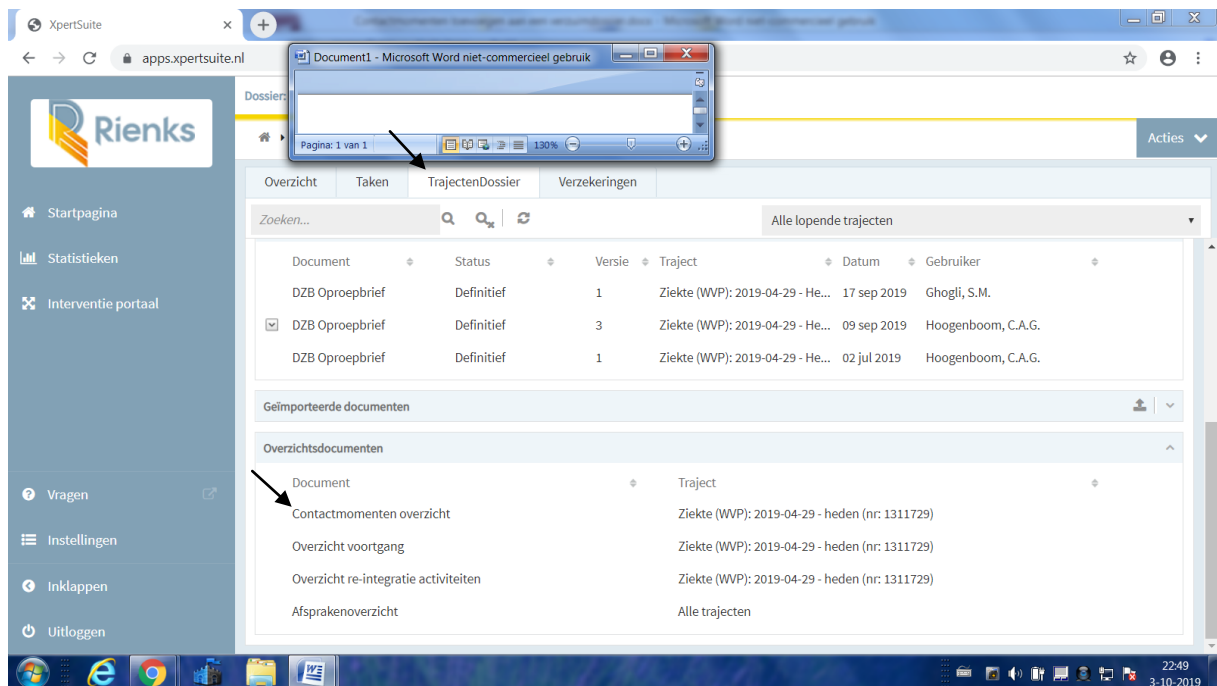 XpertSuite
apps.xpertsuite.nl
Document1 - Microsoft Word niet-commercieel gebruik
Pagina: 1 van 1
130%
Dossier:
Rienks
Acties
Startpagina
Statistieken
Interventie portaal
Vragen
Instellingen
Inklappen
Uitloggen
Overzicht Taken TrajectenDossier Verzekeringen
Zoeken... Alle lopende trajecten
Document Status Versie Traject Datum Gebruiker
DZB Oproepbrief Definitief 1 Ziekte (WVP): 2019-04-29 - He... 17 sep 2019 Ghogli, S.M.
DZB Oproepbrief Definitief 3 Ziekte (WVP): 2019-04-29 - He... 09 sep 2019 Hoogenboom, C.A.G.
DZB Oproepbrief Definitief 1 Ziekte (WVP): 2019-04-29 - He... 02 jul 2019 Hoogenboom, C.A.G.
Geïmporteerde documenten
Overzichtsdocumenten
Document Traject
Contactmomenten overzicht Ziekte (WVP): 2019-04-29 - heden (nr: 1311729)
Overzicht voortgang Ziekte (WVP): 2019-04-29 - heden (nr: 1311729)
Overzicht re-integratie activiteiten Ziekte (WVP): 2019-04-29 - heden (nr: 1311729)
Afsprakenoverzicht Alle trajecten
22:49
3-10-2019